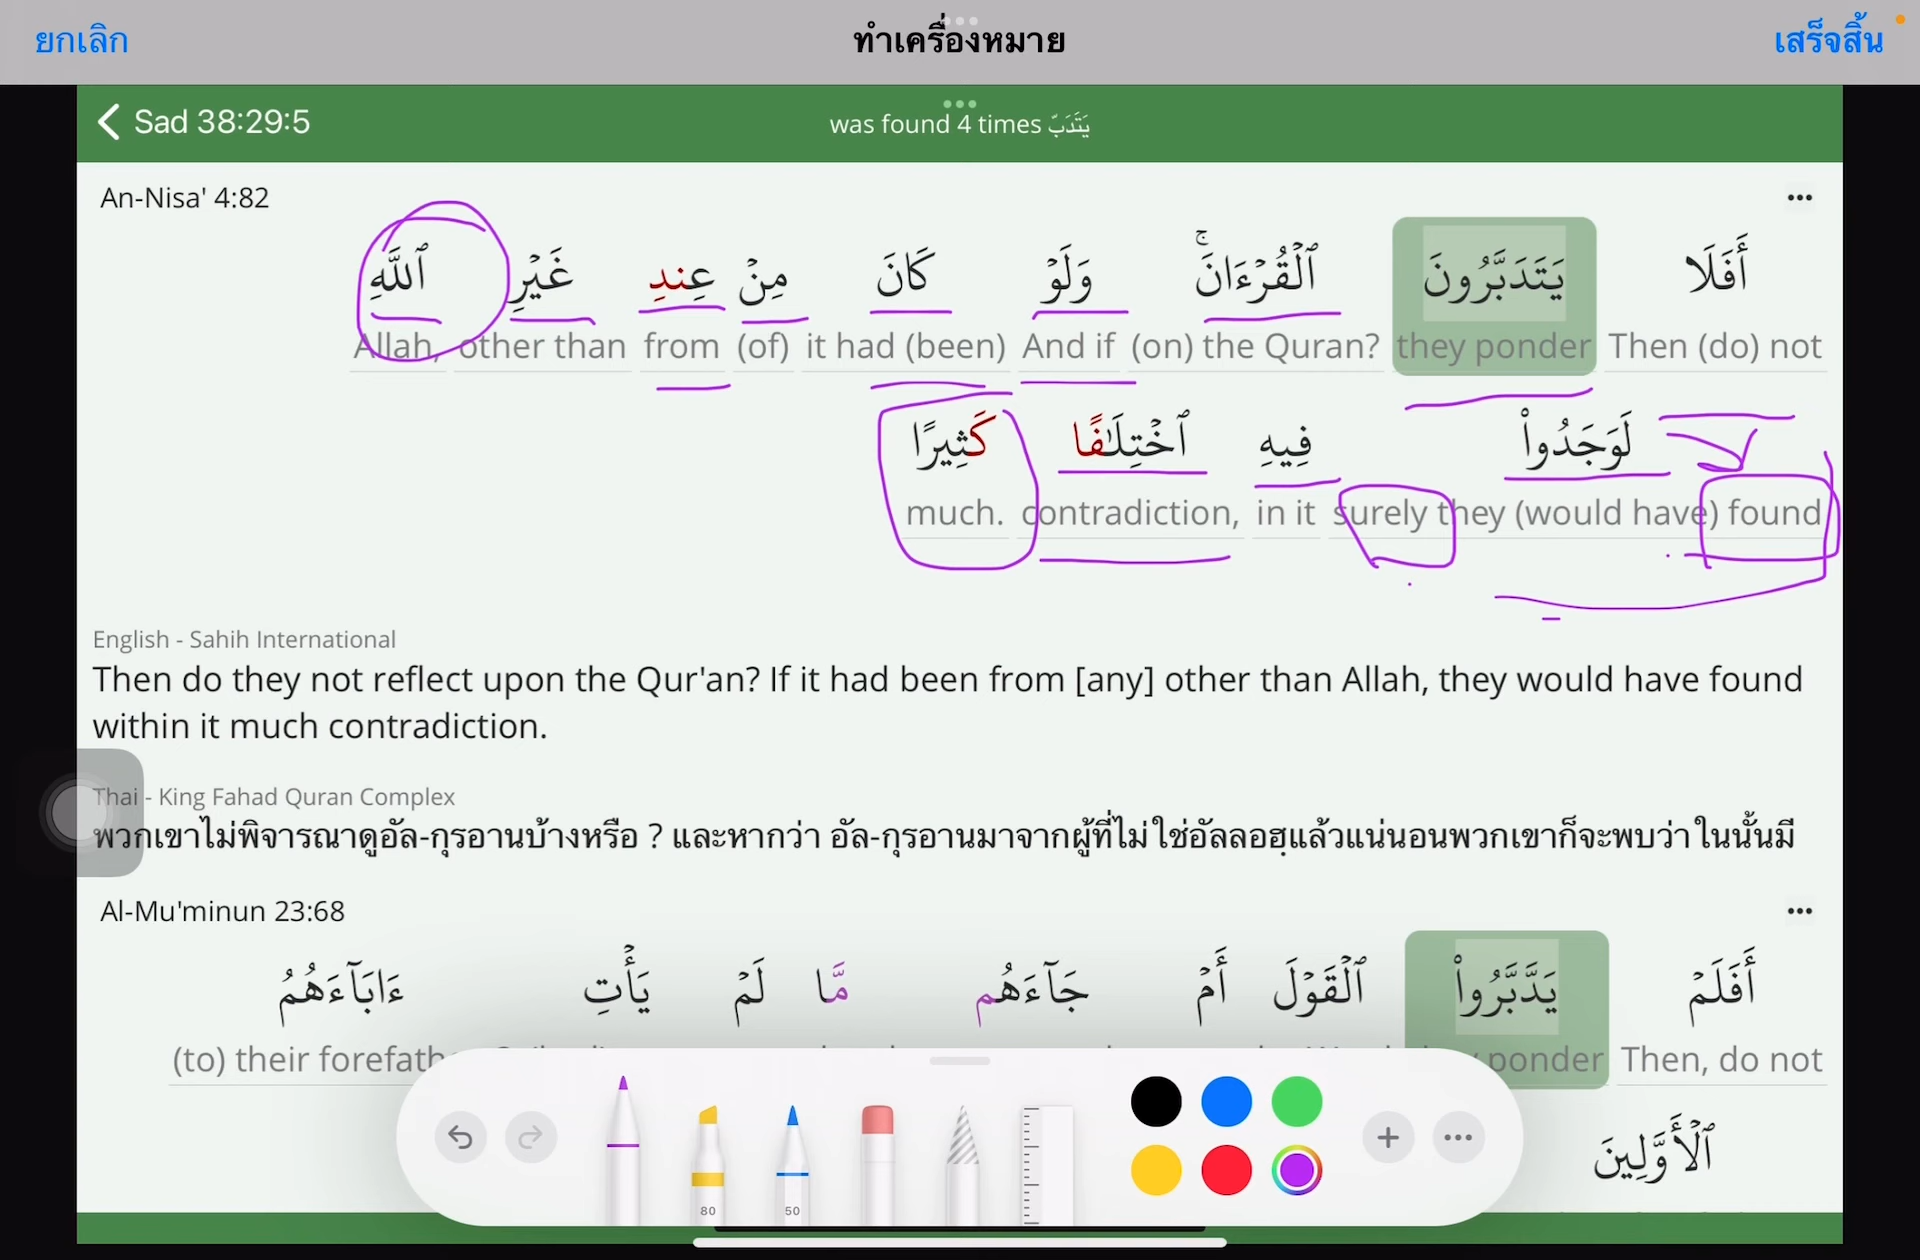 ยกเลิก ทำเครื่องหมาย เสร็จสิ้น
Sad 38:29:5 was found 4 times يَتَدَبّ
An-Nisa' 4:82
أَفَلَا يَتَدَبَّرُونَ ٱلْقُرْءَانَ ۚ وَلَوْ كَانَ مِنْ عِندِ غَيْرِ ٱللَّهِ
Allah, other than from (of) it had (been) And if (on) the Quran? they ponder Then (do) not
لَوَجَدُوا۟ فِيهِ ٱخْتِلَـٰفًا كَثِيرًا
much. contradiction, in it surely they (would have) found
English - Sahih International
Then do they not reflect upon the Qur'an? If it had been from [any] other than Allah, they would have found
within it much contradiction.
Thai - King Fahad Quran Complex
พวกเขาไม่พิจารณาดูอัล-กุรอานบ้างหรือ ? และหากว่า อัล-กุรอานมาจากผู้ที่ไม่ใช่อัลลอฮฺแล้วแน่นอนพวกเขาก็จะพบว่าในนั้นมี
Al-Mu'minun 23:68
أَفَلَمْ يَدَّبَّرُوا۟ ٱلْقَوْلَ أَمْ جَآءَهُم مَّا لَمْ يَأْتِ ءَابَآءَهُمُ
(to) their ponder Then, do not
ٱلْأَوَّلِينَ
80 50